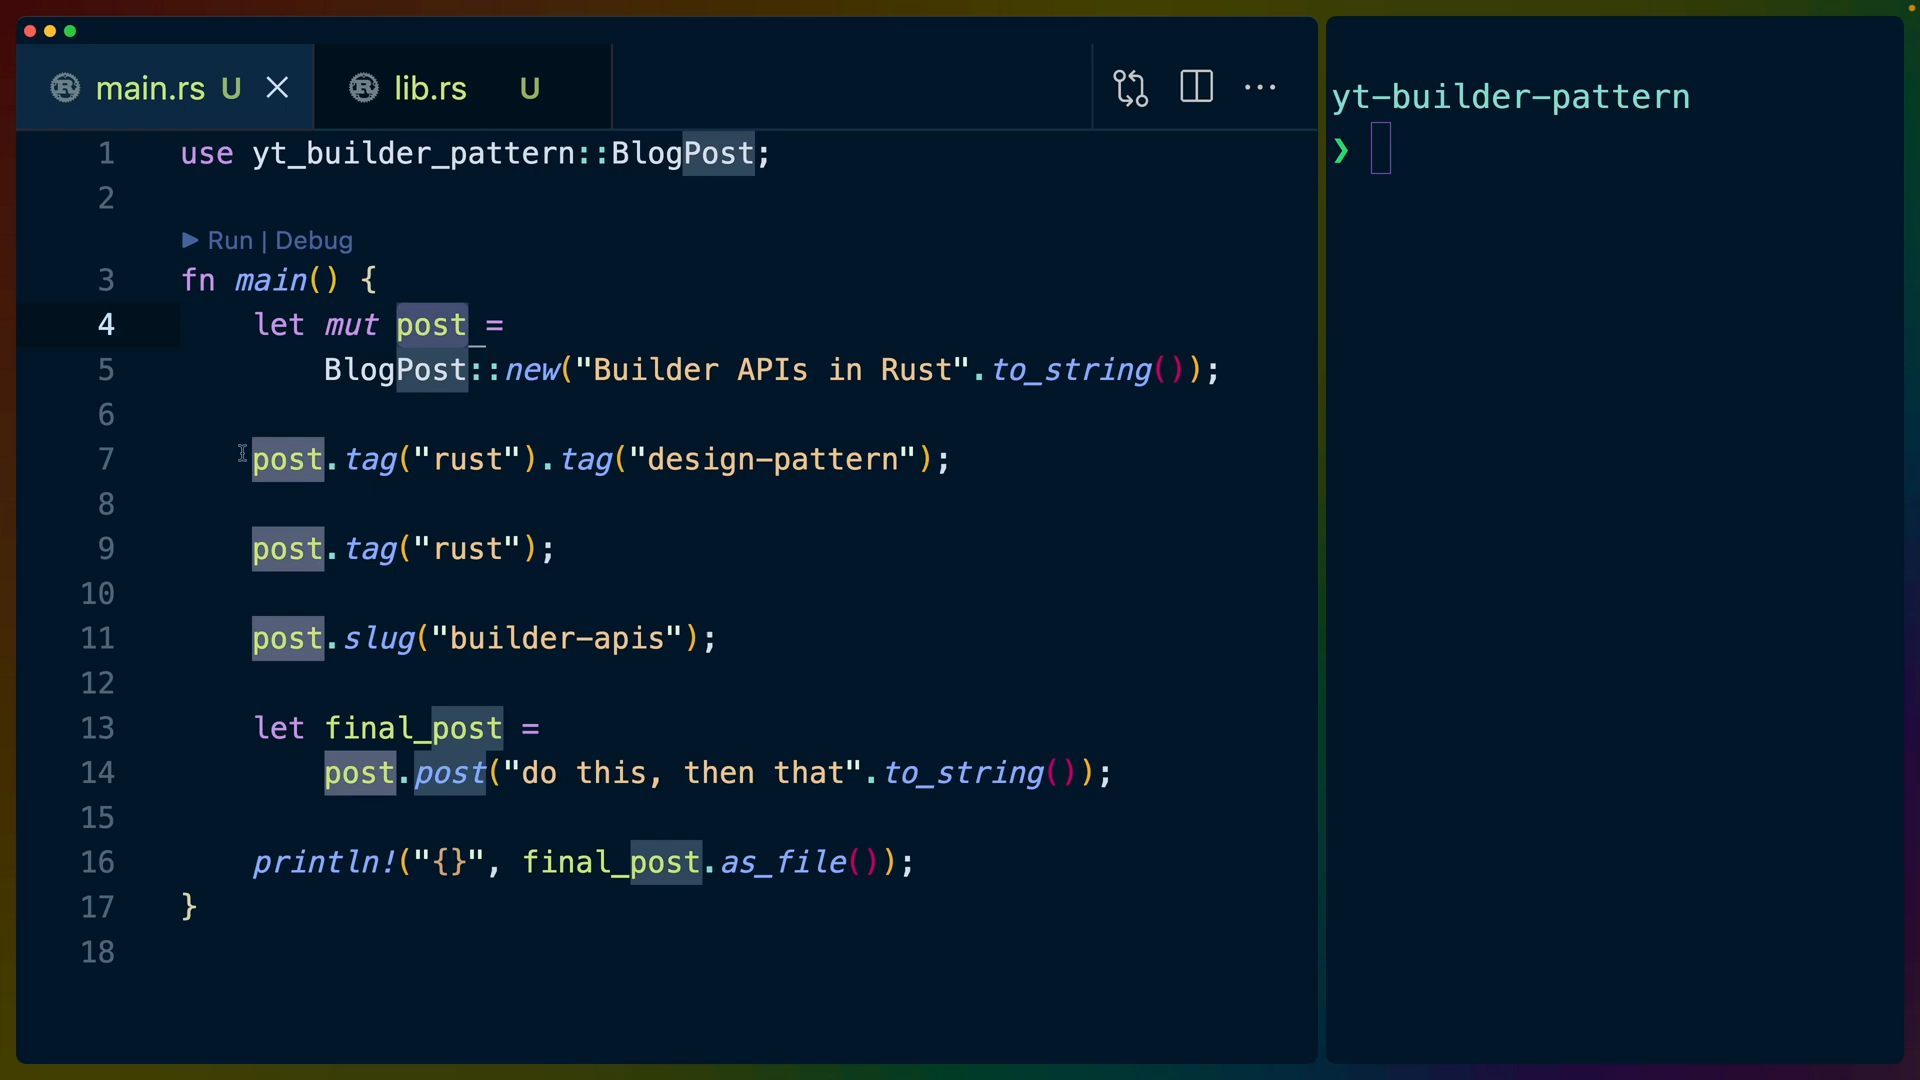 main.rs U
lib.rs U
1 use yt_builder_pattern::BlogPost;
2
Run | Debug
3 fn main() {
4 let mut post =
5 BlogPost::new("Builder APIs in Rust".to_string());
6
7 post.tag("rust").tag("design-pattern");
8
9 post.tag("rust");
10
11 post.slug("builder-apis");
12
13 let final_post =
14 post.post("do this, then that".to_string());
15
16 println!("{}", final_post.as_file());
17 }
18
yt-builder-pattern
❯